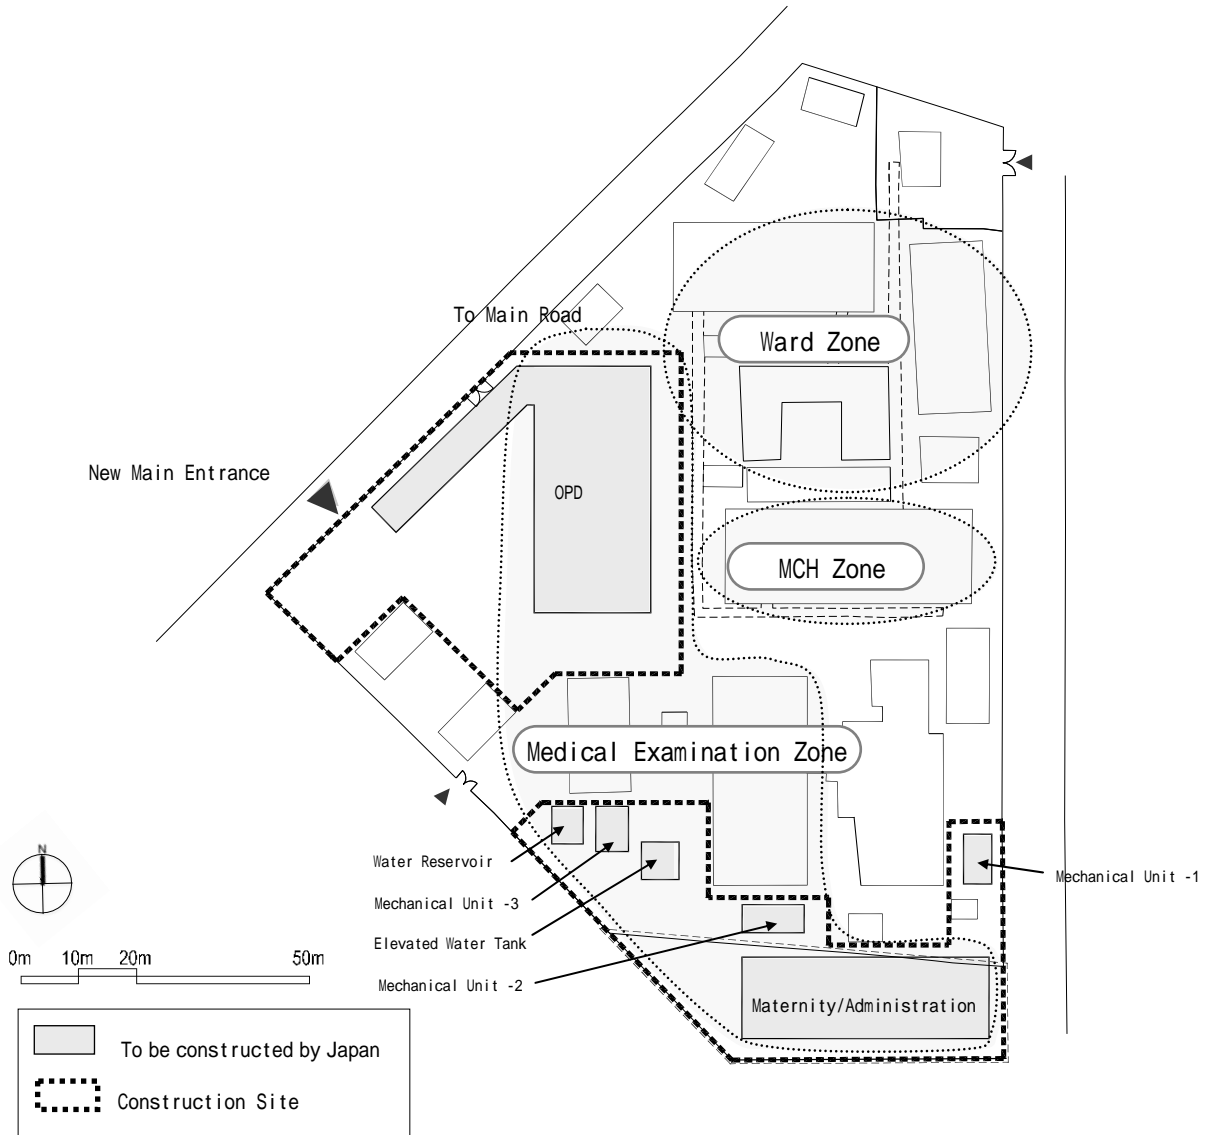 To Main Road
Ward Zone
New Main Entrance
OPD
MCH Zone
Medical Examination Zone
Water Reservoir
Mechanical Unit -1
Mechanical Unit -3
Elevated Water Tank
Mechanical Unit -2
Maternity/Administration
N
0m 10m 20m 50m
To be constructed by Japan
Construction Site